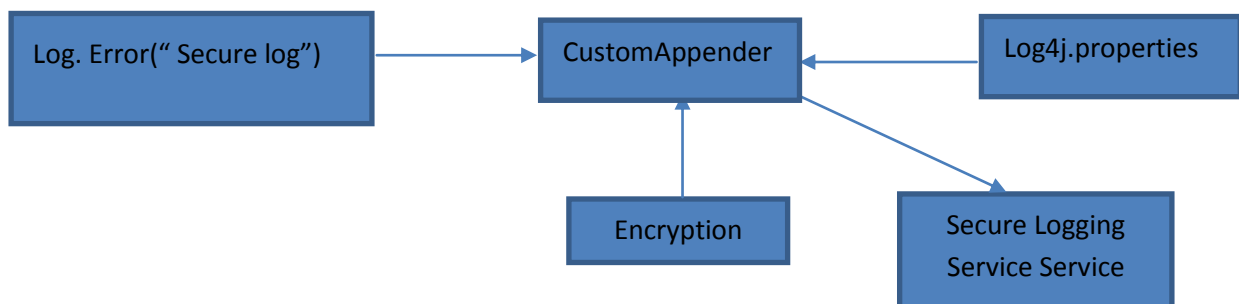 Log. Error(“ Secure log”)
CustomAppender
Log4j.properties
Encryption
Secure Logging
Service Service